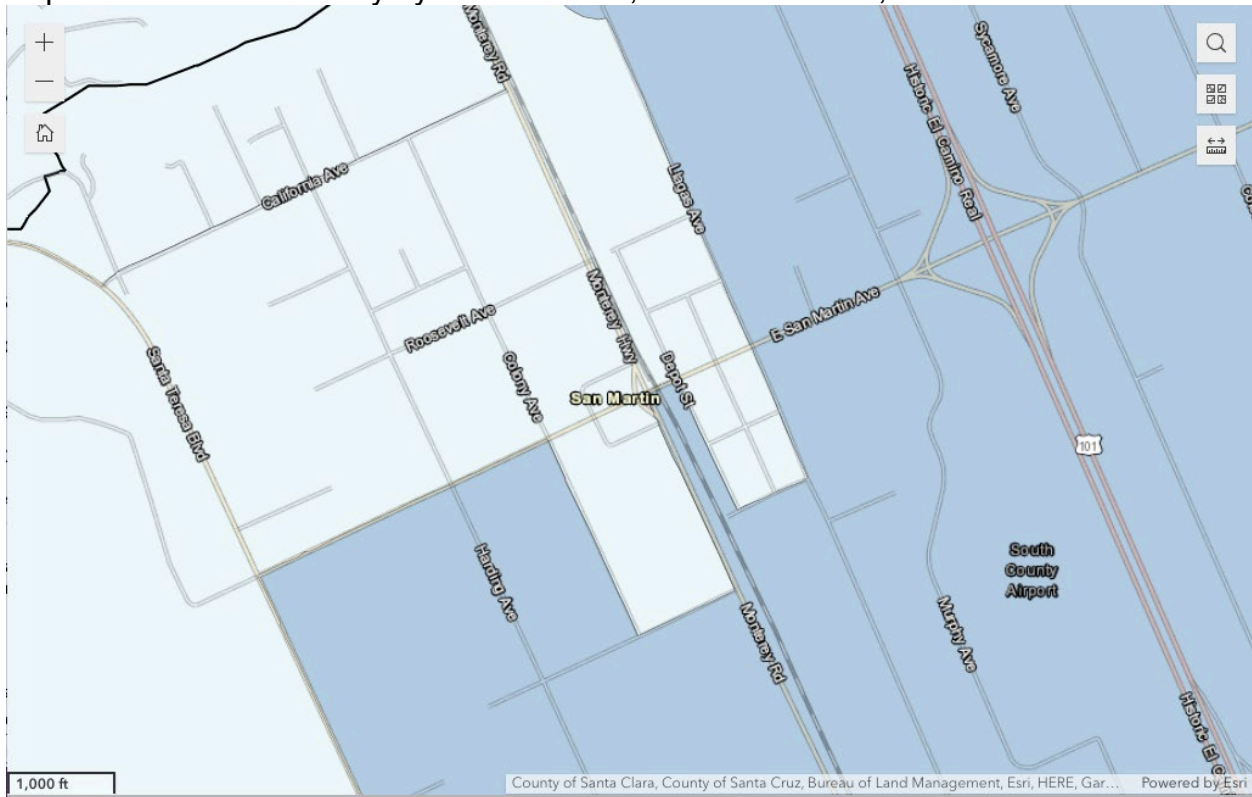 Monterey Rd
Sycamore Ave
Historic El Camino Real
California Ave
Llagas Ave
Monterey Hwy
E San Martin Ave
Roosevelt Ave
Santa Teresa Blvd
Colony Ave
Depot St
San Martin
101
Harding Ave
South
County
Airport
Murphy Ave
Monterey Rd
Historic El C
1,000 ft
County of Santa Clara, County of Santa Cruz, Bureau of Land Management, Esri, HERE, Gar...
Powered by Esri